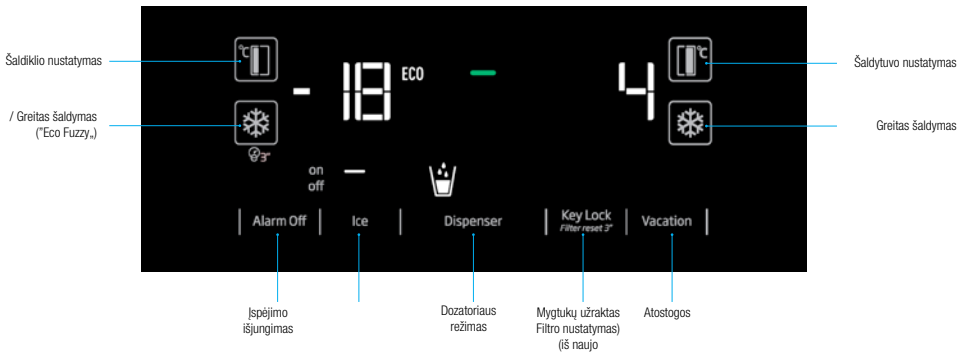 Šaldiklio nustatymas
/ Greitas šaldymas
("Eco Fuzzy„)
°C
- 18 ECO
4
°C
Šaldytuvo nustatymas
Greitas šaldymas
3"
on
off
Alarm Off
Ice
Dispenser
Key Lock
Filter reset 3"
Vacation
Įspėjimo
išjungimas
Dozatoriaus
režimas
Mygtukų užraktas
Filtro nustatymas)
(iš naujo
Atostogos